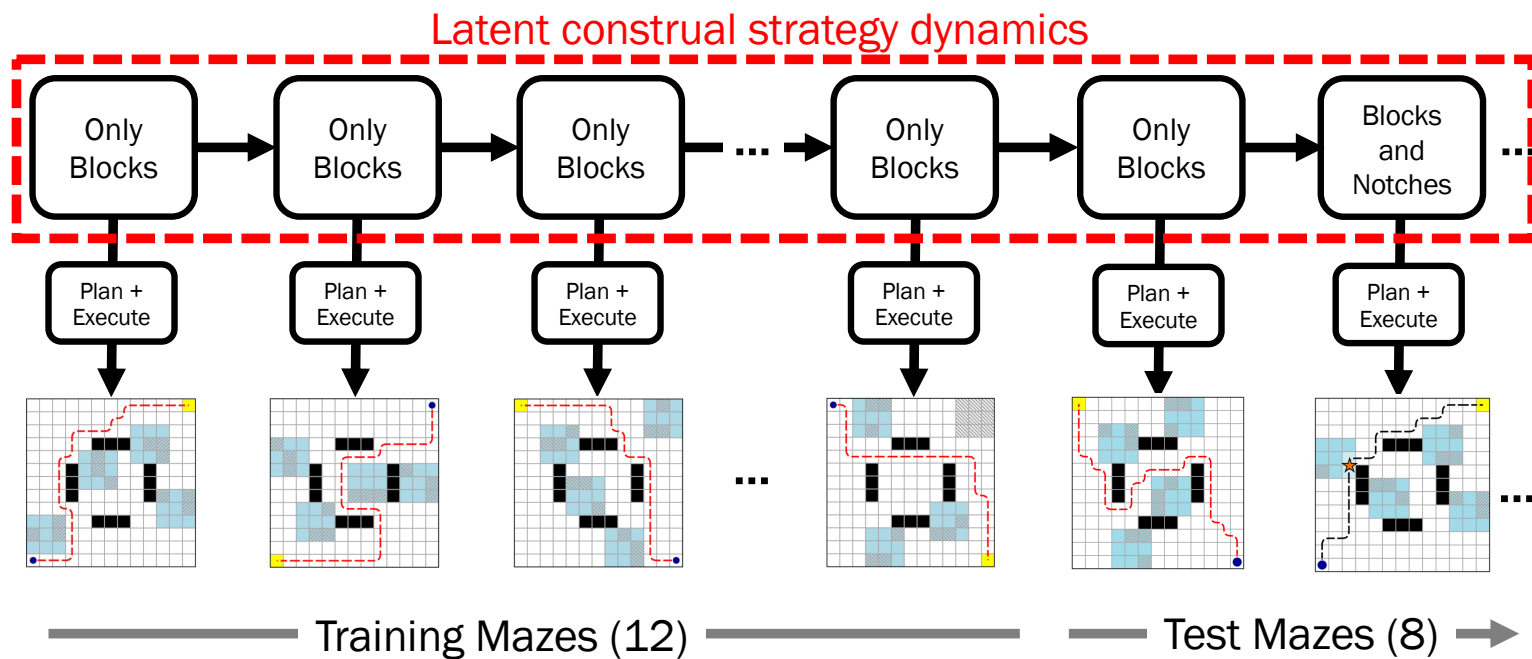 Latent construal strategy dynamics
Only
Blocks
Only
Blocks
Only
Blocks
...
Only
Blocks
Only
Blocks
Blocks
and
Notches
...
Plan +
Execute
Plan +
Execute
Plan +
Execute
Plan +
Execute
Plan +
Execute
Plan +
Execute
...
...
Training Mazes (12)
Test Mazes (8)